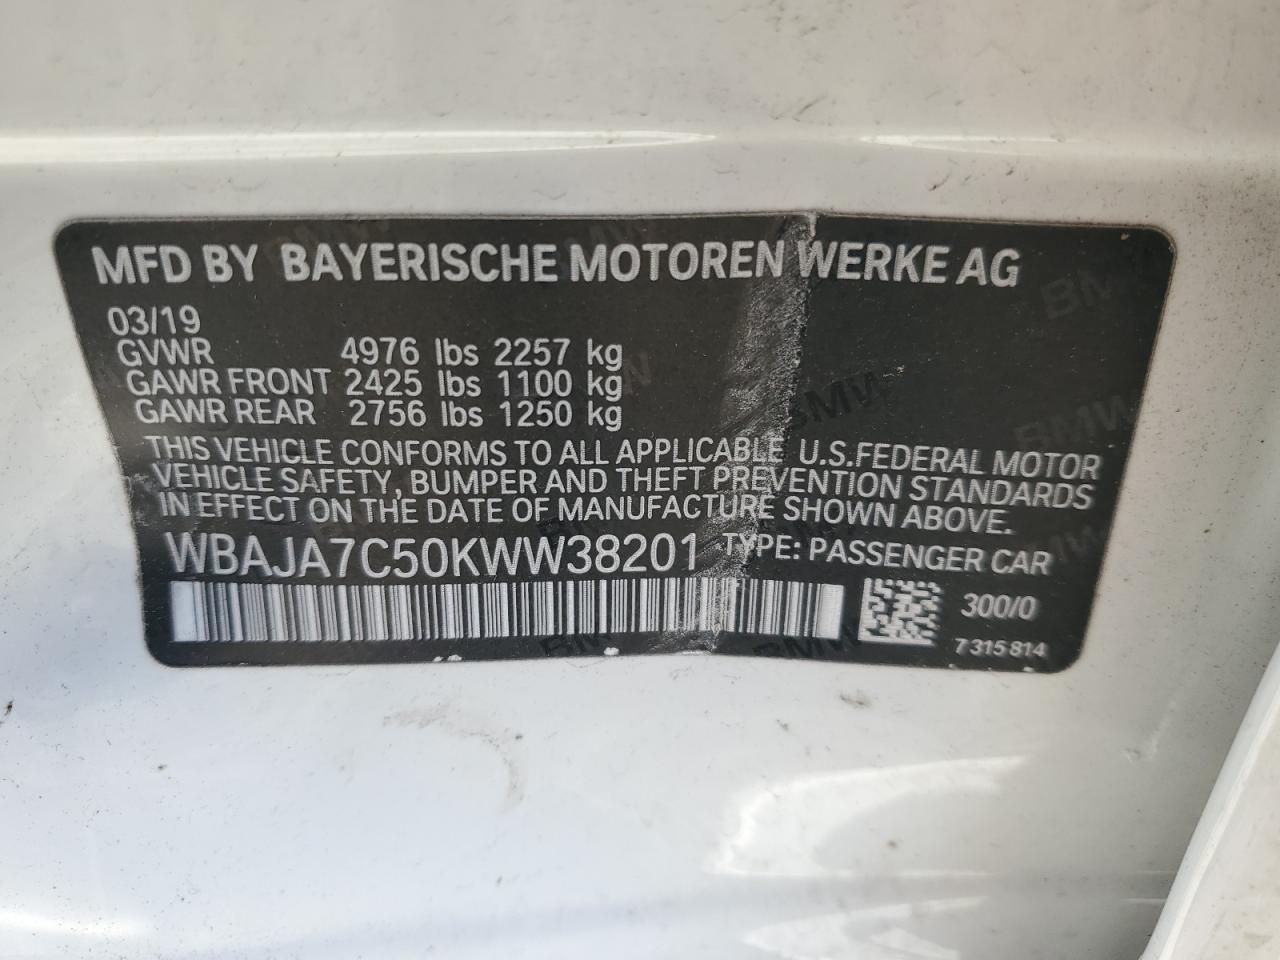 MFD BY BAYERISCHE MOTOREN WERKE AG
03/19
GVWR 4976 lbs 2257 kg
GAWR FRONT 2425 lbs 1100 kg
GAWR REAR 2756 lbs 1250 kg
THIS VEHICLE CONFORMS TO ALL APPLICABLE U.S.FEDERAL MOTOR
VEHICLE SAFETY, BUMPER AND THEFT PREVENTION STANDARDS
IN EFFECT ON THE DATE OF MANUFACTURE SHOWN ABOVE.
WBAJA7C50KWW38201 TYPE: PASSENGER CAR
300/0
7 315 814